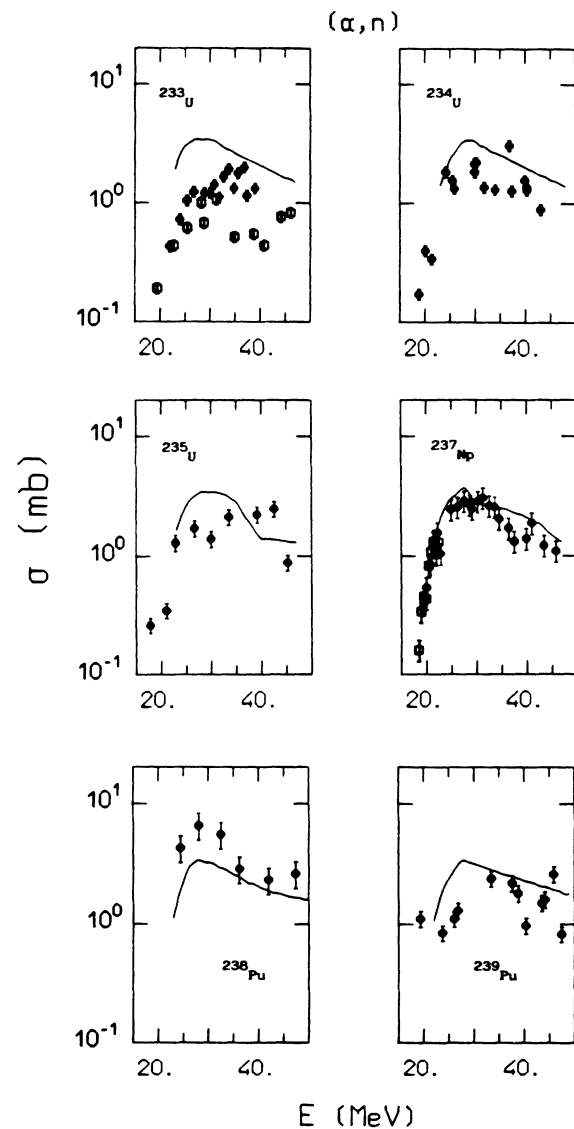 (α,n)
10¹
10⁰
10⁻¹
²³³U
²³⁴U
20. 40.
20. 40.
σ (mb)
10¹
10⁰
10⁻¹
²³⁵U
²³⁷Np
20. 40.
20. 40.
10¹
10⁰
10⁻¹
²³⁸Pu
²³⁹Pu
20. 40.
20. 40.
E (MeV)